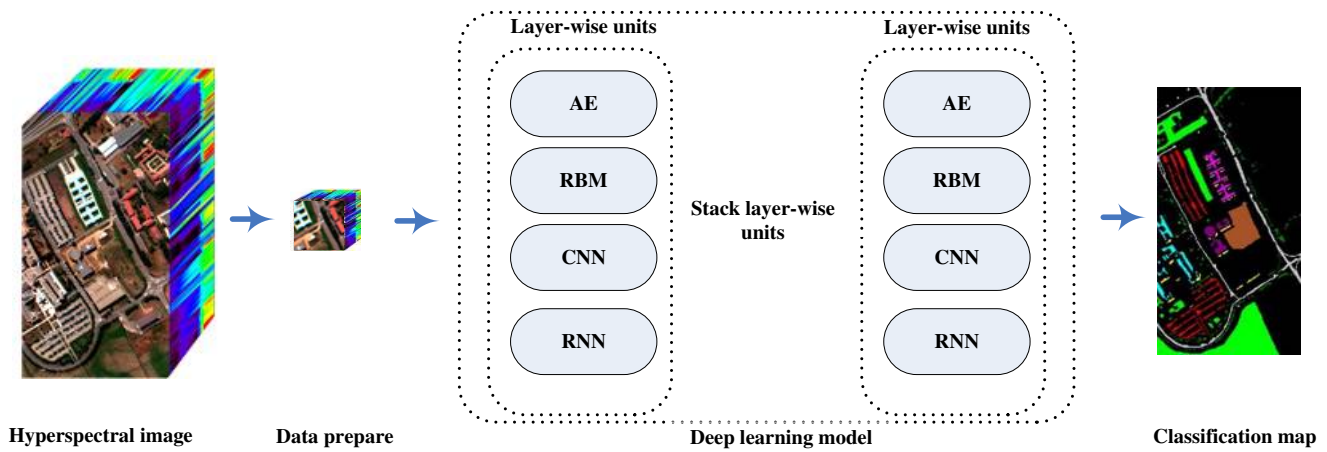 Layer-wise units
Layer-wise units
AE
AE
RBM
RBM
Stack layer-wise
units
CNN
CNN
RNN
RNN
Hyperspectral image
Data prepare
Deep learning model
Classification map